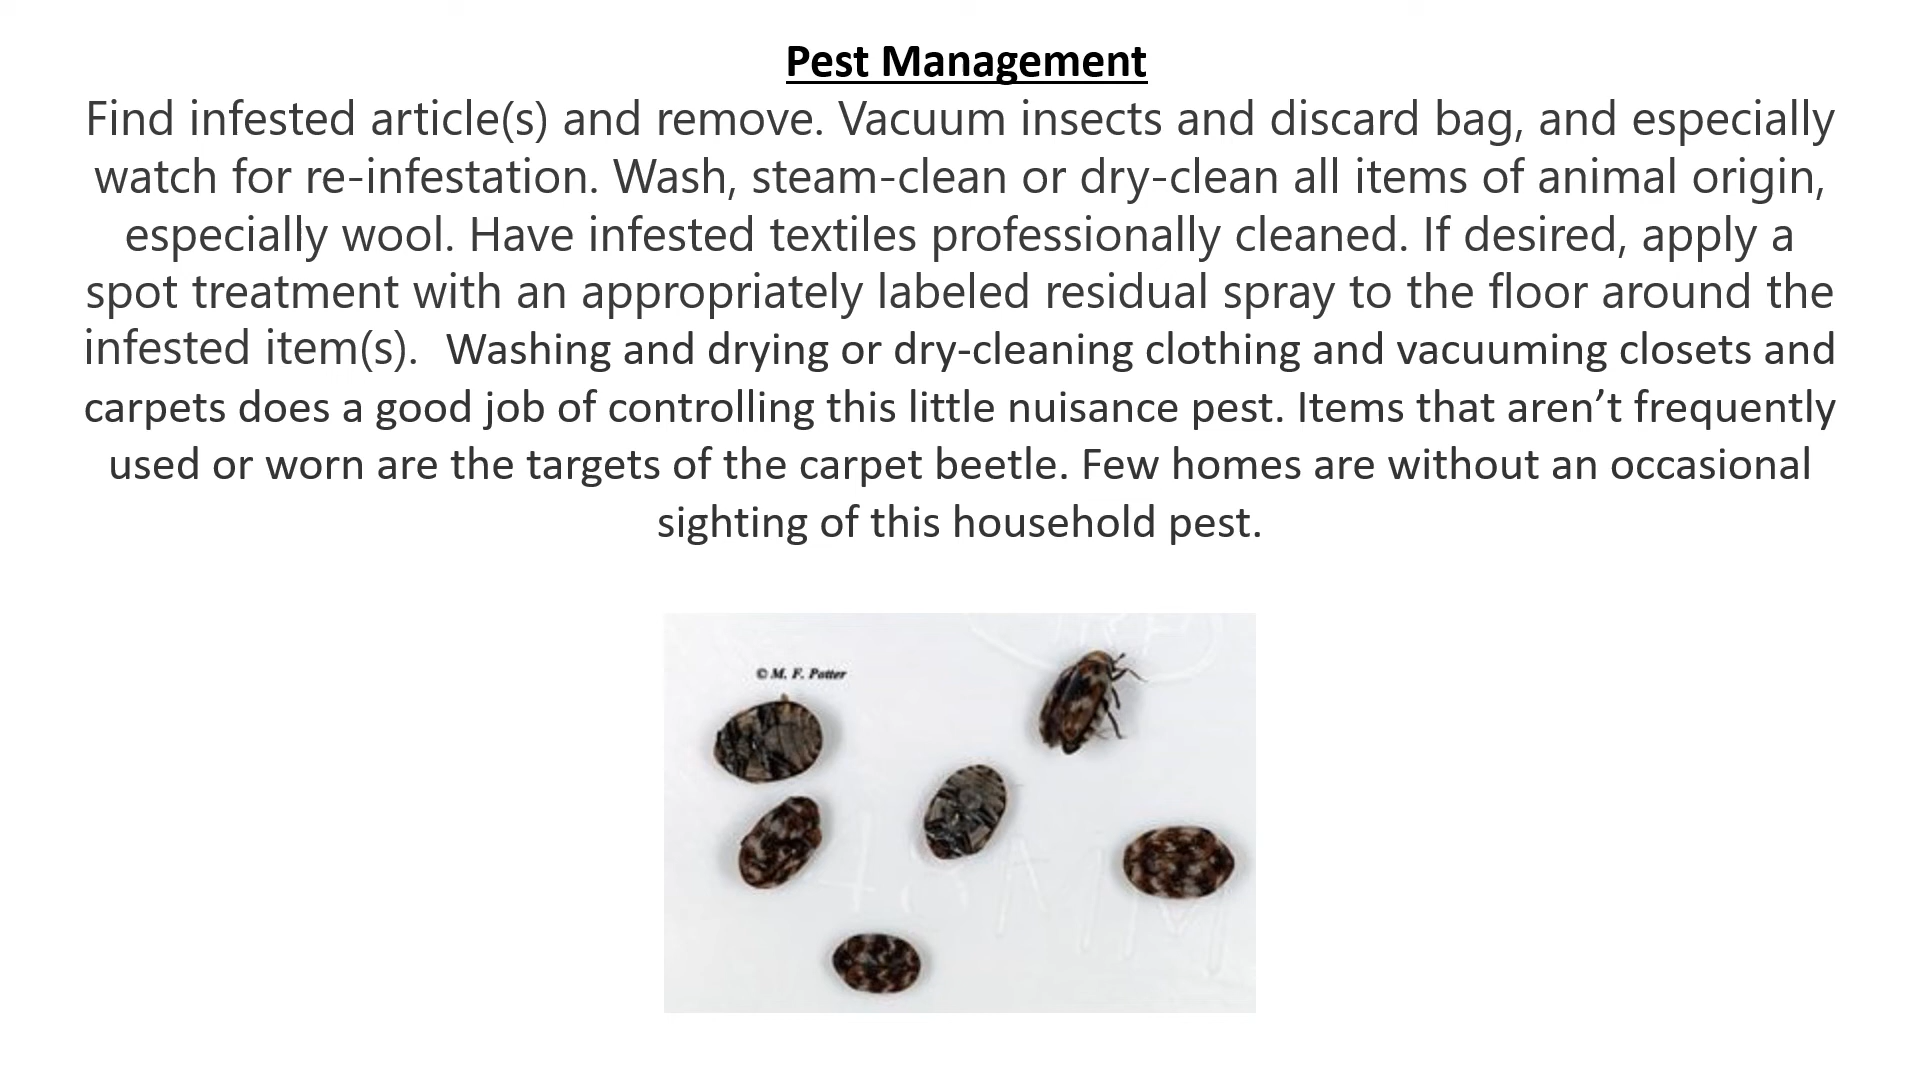 Pest Management
Find infested article(s) and remove. Vacuum insects and discard bag, and especially
watch for re-infestation. Wash, steam-clean or dry-clean all items of animal origin,
especially wool. Have infested textiles professionally cleaned. If desired, apply a
spot treatment with an appropriately labeled residual spray to the floor around the
infested item(s). Washing and drying or dry-cleaning clothing and vacuuming closets and
carpets does a good job of controlling this little nuisance pest. Items that aren’t frequently
used or worn are the targets of the carpet beetle. Few homes are without an occasional
sighting of this household pest.
© M. F. Potter